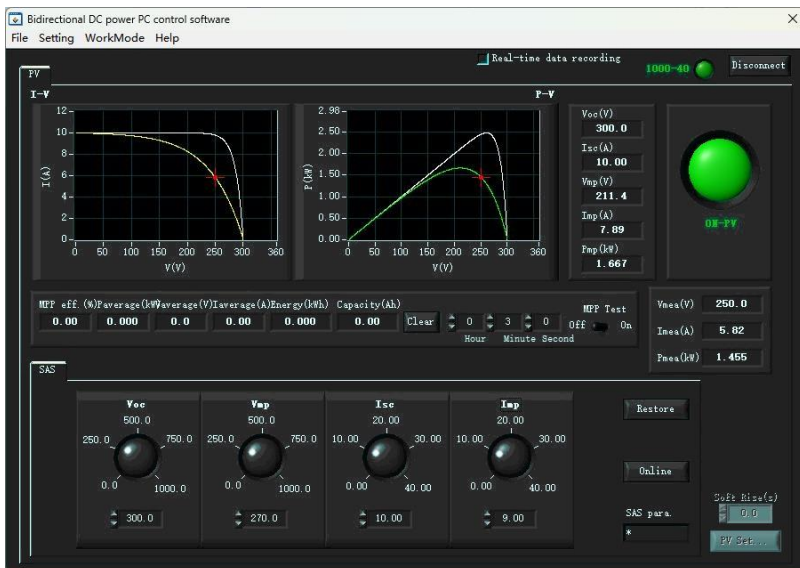 Bidirectional DC power PC control software
File Setting WorkMode Help
Real-time data recording
1000-40
Disconnect
PV
I-V
P-V
12
10
8
6
4
2
0
I(A)
0 50 100 150 200 250 300 360
V(V)
2.98
2.50
2.00
1.50
1.00
0.50
0.00
P(kW)
0 50 100 150 200 250 300 360
V(V)
Voc(V)
300.0
Isc(A)
10.00
Vmp(V)
211.4
Imp(A)
7.89
Pmp(kW)
1.667
ON-PV
MPP eff.(%) Paverage(kW) Vaverage(V) Iaverage(A) Energy(kWh) Capacity(Ah)
0.00 0.000 0.0 0.00 0.000 0.00
Clear
0 3 0
Hour Minute Second
MPP Test
Off On
Vmea(V) 250.0
Imea(A) 5.82
Pmea(kW) 1.455
SAS
Voc
500.0
250.0 750.0
0.0 1000.0
300.0
Vmp
500.0
250.0 750.0
0.0 1000.0
270.0
Isc
20.00
10.00 30.00
0.00 40.00
10.00
Imp
20.00
10.00 30.00
0.00 40.00
9.00
Restore
Online
SAS para.
*
Soft Rise(s)
0.0
PV Set...